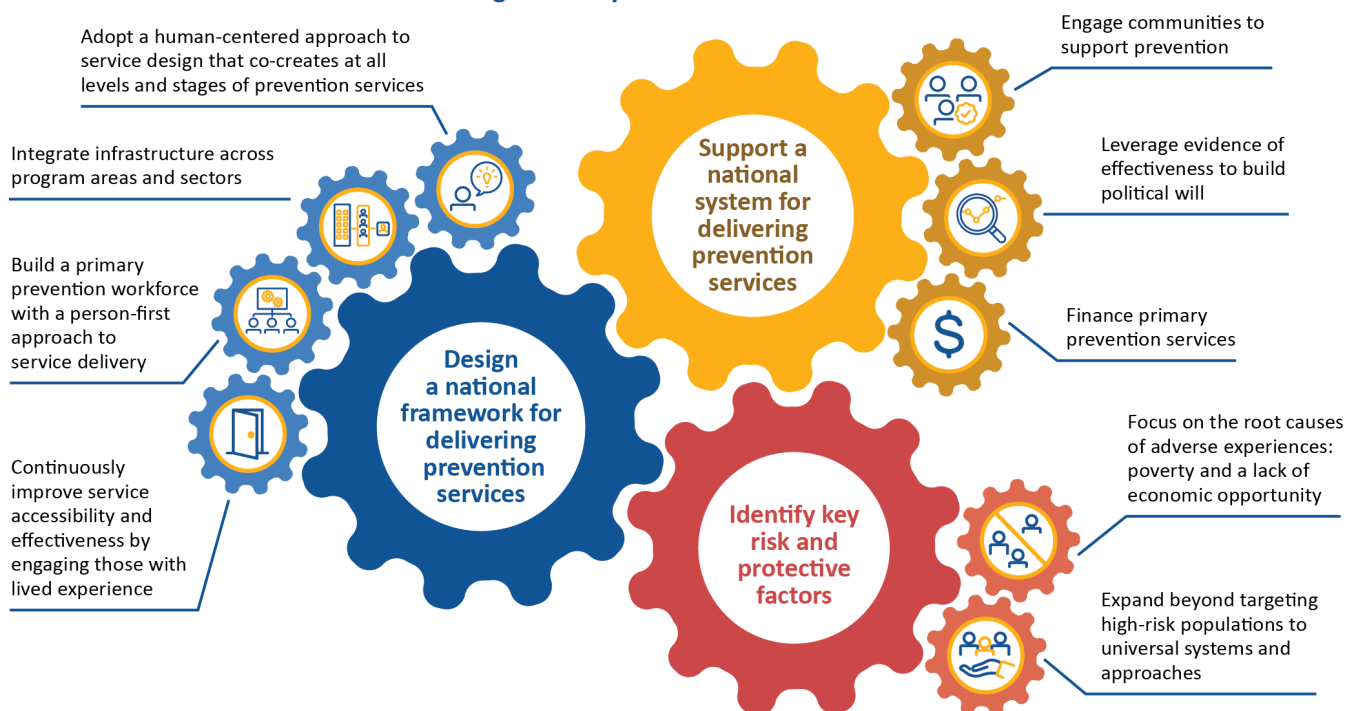 Adopt a human-centered approach to
service design that co-creates at all
levels and stages of prevention services
Integrate infrastructure across
program areas and sectors
Build a primary
prevention workforce
with a person-first
approach to
service delivery
Continuously
improve service
accessibility and
effectiveness by
engaging those with
lived experience
Design
a national
framework for
delivering
prevention
services
Support a
national
system for
delivering
prevention
services
Engage communities to
support prevention
Leverage evidence of
effectiveness to build
political will
$
Finance primary
prevention services
Identify key
risk and
protective
factors
Focus on the root causes
of adverse experiences:
poverty and a lack of
economic opportunity
Expand beyond targeting
high-risk populations to
universal systems and
approaches